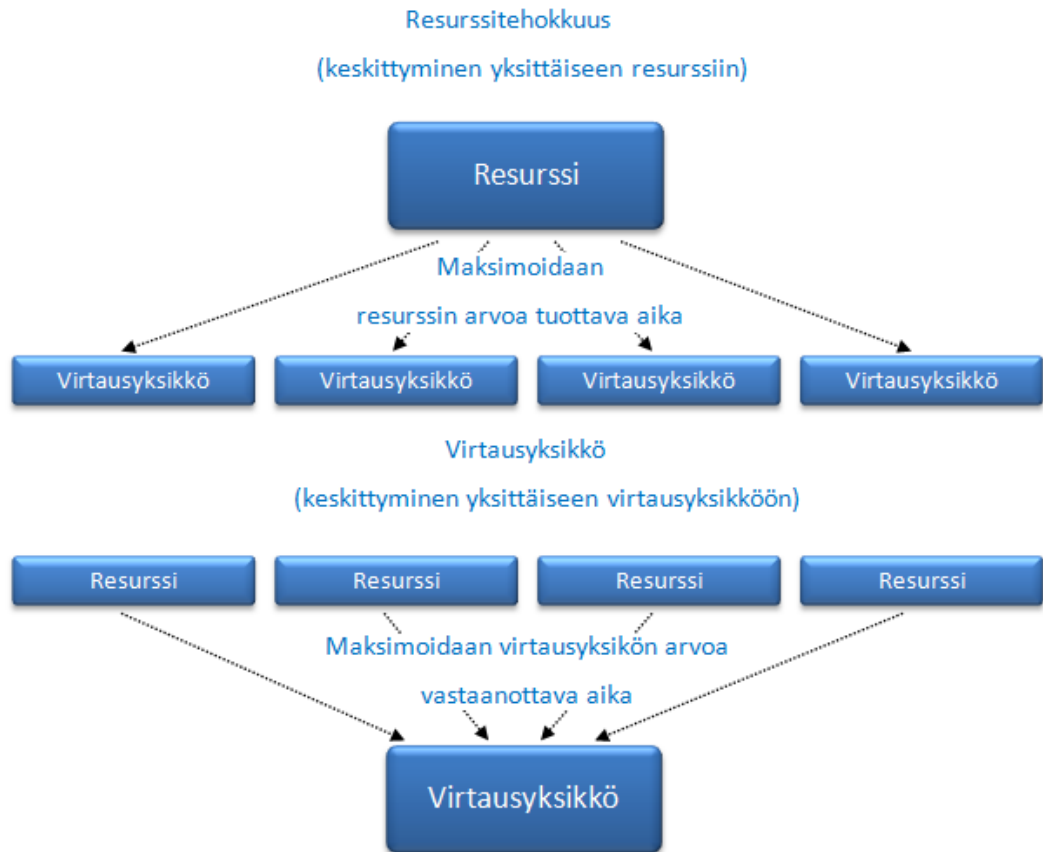 Resurssitehokkuus
(keskittyminen yksittäiseen resurssiin)
Resurssi
Maksimoidaan
resurssin arvoa tuottava aika
Virtausyksikkö
Virtausyksikkö
Virtausyksikkö
Virtausyksikkö
Virtausyksikkö
(keskittyminen yksittäiseen virtausyksikköön)
Resurssi
Resurssi
Resurssi
Resurssi
Maksimoidaan virtausyksikön arvoa
vastaanottava aika
Virtausyksikkö